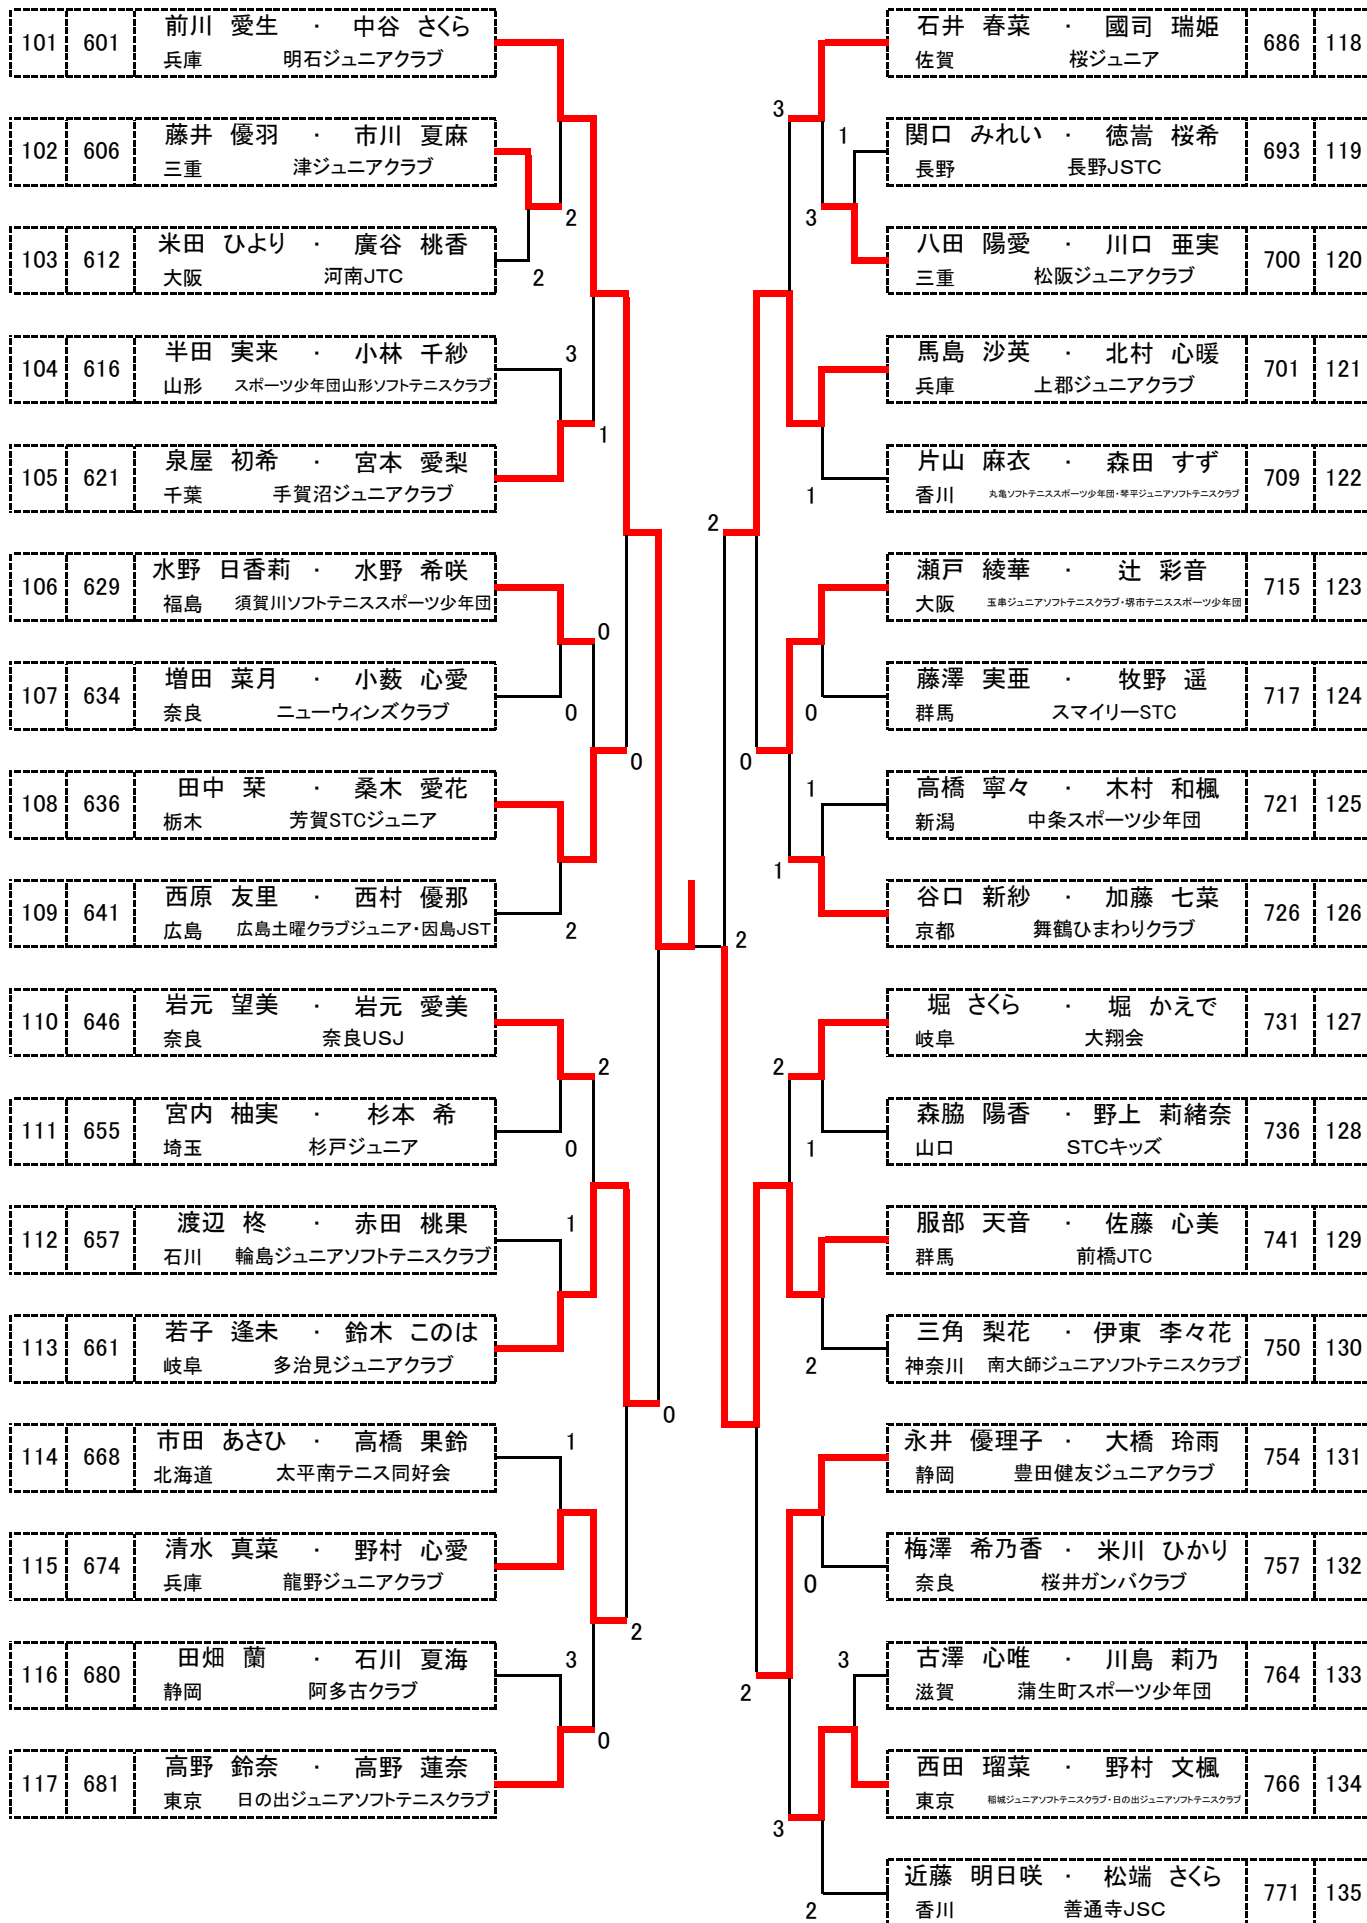 101 601 前川 愛生 ・ 中谷 さくら
兵庫 明石ジュニアクラブ
102 606 藤井 優羽 ・ 市川 夏麻
三重 津ジュニアクラブ
2
103 612 米田 ひより ・ 廣谷 桃香
大阪 河南JTC
2
104 616 半田 実来 ・ 小林 千紗
山形 スポーツ少年団山形ソフトテニスクラブ
3
1
105 621 泉屋 初希 ・ 宮本 愛梨
千葉 手賀沼ジュニアクラブ
106 629 水野 日香莉 ・ 水野 希咲
福島 須賀川ソフトテニススポーツ少年団
0
107 634 増田 菜月 ・ 小薮 心愛
奈良 ニューウィンズクラブ
0
0
108 636 田中 栞 ・ 桑木 愛花
栃木 芳賀STCジュニア
109 641 西原 友里 ・ 西村 優那
広島 広島土曜クラブジュニア・因島JST
2
110 646 岩元 望美 ・ 岩元 愛美
奈良 奈良USJ
2
111 655 宮内 柚実 ・ 杉本 希
埼玉 杉戸ジュニア
0
112 657 渡辺 柊 ・ 赤田 桃果
石川 輪島ジュニアソフトテニスクラブ
1
113 661 若子 逢未 ・ 鈴木 このは
岐阜 多治見ジュニアクラブ
0
114 668 市田 あさひ ・ 高橋 果鈴
北海道 太平南テニス同好会
1
115 674 清水 真菜 ・ 野村 心愛
兵庫 龍野ジュニアクラブ
2
116 680 田畑 蘭 ・ 石川 夏海
静岡 阿多古クラブ
3
0
117 681 高野 鈴奈 ・ 高野 蓮奈
東京 日の出ジュニアソフトテニスクラブ
石井 春菜 ・ 國司 瑞姫 686 118
佐賀 桜ジュニア
3
1
関口 みれい ・ 徳嵩 桜希 693 119
長野 長野JSTC
3
八田 陽愛 ・ 川口 亜実 700 120
三重 松阪ジュニアクラブ
馬島 沙英 ・ 北村 心暖 701 121
兵庫 上郡ジュニアクラブ
片山 麻衣 ・ 森田 すず 709 122
香川 丸亀ソフトテニススポーツ少年団・琴平ジュニアソフトテニスクラブ
1
2
瀬戸 綾華 ・ 辻 彩音 715 123
大阪 玉串ジュニアソフトテニスクラブ・堺市テニススポーツ少年団
藤澤 実亜 ・ 牧野 遥 717 124
群馬 スマイリーSTC
0
0
高橋 寧々 ・ 木村 和楓 721 125
新潟 中条スポーツ少年団
1
1
谷口 新紗 ・ 加藤 七菜 726 126
京都 舞鶴ひまわりクラブ
2
堀 さくら ・ 堀 かえで 731 127
岐阜 大翔会
2
森脇 陽香 ・ 野上 莉緒奈 736 128
山口 STCキッズ
1
服部 天音 ・ 佐藤 心美 741 129
群馬 前橋JTC
三角 梨花 ・ 伊東 李々花 750 130
神奈川 南大師ジュニアソフトテニスクラブ
2
永井 優理子 ・ 大橋 玲雨 754 131
静岡 豊田健友ジュニアクラブ
梅澤 希乃香 ・ 米川 ひかり 757 132
奈良 桜井ガンバクラブ
0
古澤 心唯 ・ 川島 莉乃 764 133
滋賀 蒲生町スポーツ少年団
3
2
西田 瑠菜 ・ 野村 文楓 766 134
東京 稲城ジュニアソフトテニスクラブ・日の出ジュニアソフトテニスクラブ
3
近藤 明日咲 ・ 松端 さくら 771 135
香川 善通寺JSC
2